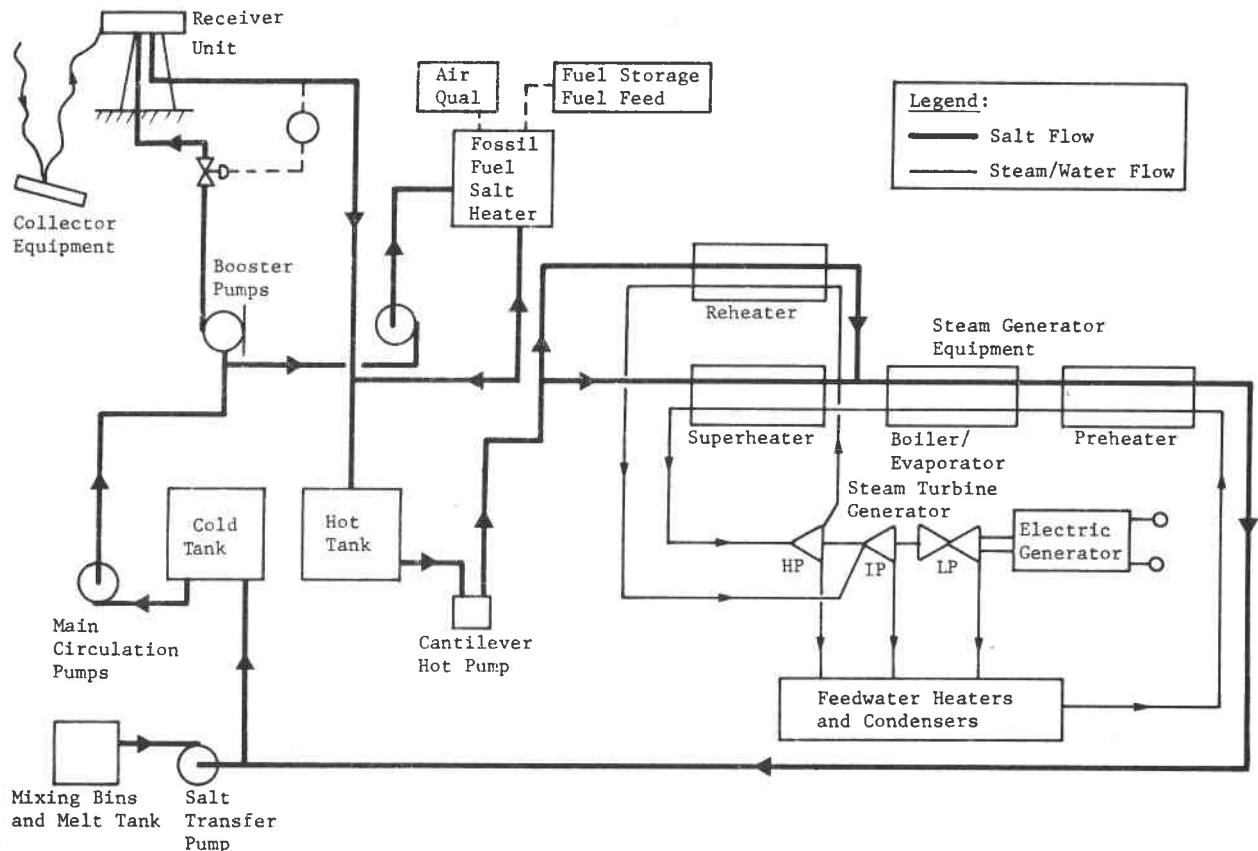 Receiver
Unit
Air
Qual
Fuel Storage
Fuel Feed
Legend:
Salt Flow
Steam/Water Flow
Fossil
Fuel
Salt
Heater
Collector
Equipment
Booster
Pumps
Reheater
Steam Generator
Equipment
Superheater
Boiler/
Evaporator
Preheater
Steam Turbine
Generator
Cold
Tank
Hot
Tank
HP
IP
LP
Electric
Generator
Main
Circulation
Pumps
Cantilever
Hot Pump
Feedwater Heaters
and Condensers
Mixing Bins
and Melt Tank
Salt
Transfer
Pump